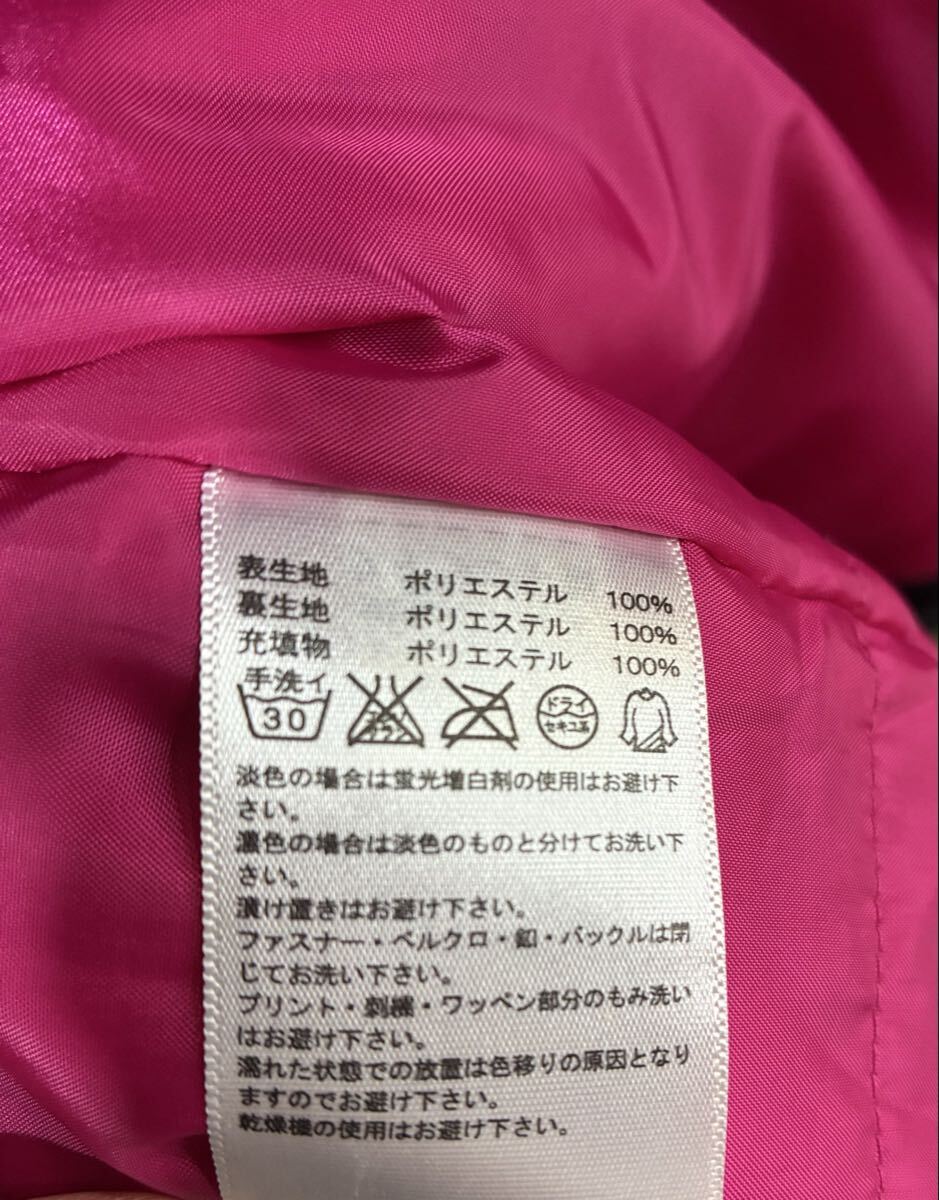 表生地 ポリエステル 100%
裏生地 ポリエステル 100%
充填物 ポリエステル 100%
手洗イ
30
ドライ
セキユ系
淡色の場合は蛍光増白剤の使用はお避け下
さい。
濃色の場合は淡色のものと分けてお洗い下
さい。
漬け置きはお避け下さい。
ファスナー・ベルクロ・釦・バックルは閉
じてお洗い下さい。
プリント・刺繍・ワッペン部分のもみ洗い
はお避け下さい。
濡れた状態での放置は色移りの原因となり
ますのでお避け下さい。
乾燥機の使用はお避け下さい。